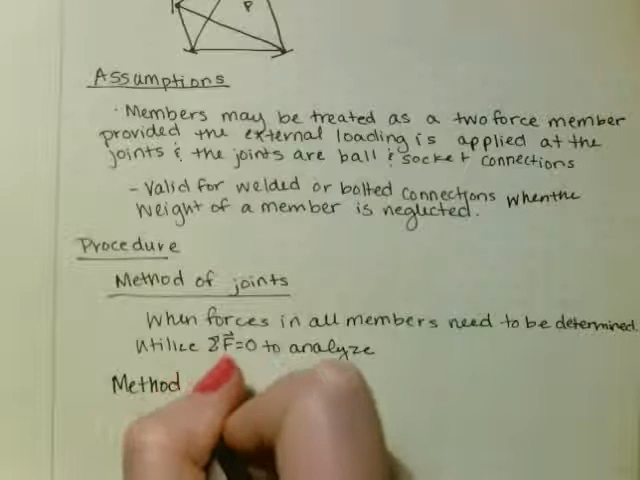 P
Assumptions
· Members may be treated as a two force member
provided the external loading is applied at the
joints & the joints are ball & socket connections
- Valid for welded or bolted connections when the
weight of a member is neglected.
Procedure
Method of joints
When forces in all members need to be determined.
Utilize ΣF⃗=0 to analyze
Method